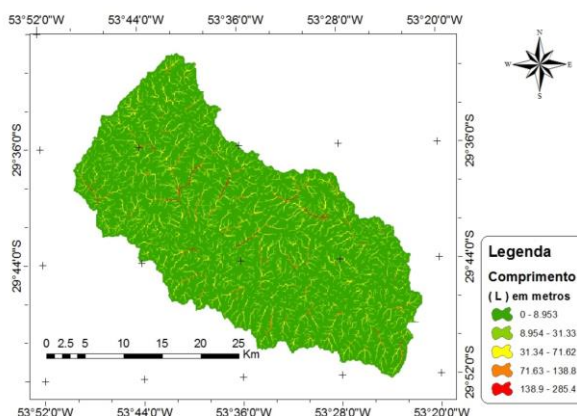 53°52'0"W 53°44'0"W 53°36'0"W 53°28'0"W 53°20'0"W
N
W E
S
29°36'0"S
29°36'0"S
29°44'0"S
29°44'0"S
29°52'0"S
Legenda
Comprimento
( L ) em metros
0 - 8.953
8.954 - 31.33
31.34 - 71.62
71.63 - 138.8
138.9 - 285.4
0 2.5 5 10 15 20 25
Km
53°52'0"W 53°44'0"W 53°36'0"W 53°28'0"W 53°20'0"W